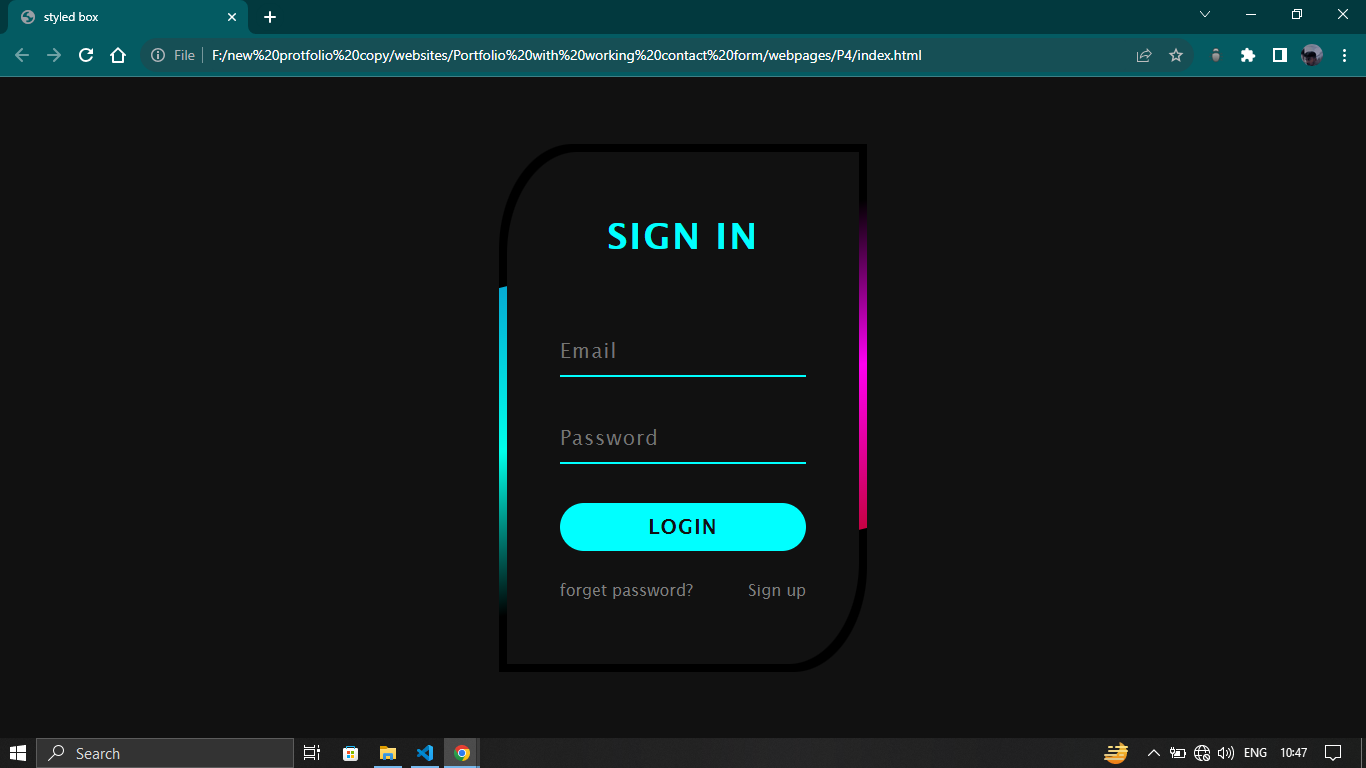 styled box
File
F:/new%20protfolio%20copy/websites/Portfolio%20with%20working%20contact%20form/webpages/P4/index.html
SIGN IN
Email
Password
LOGIN
forget password? Sign up
Search
ENG 10:47